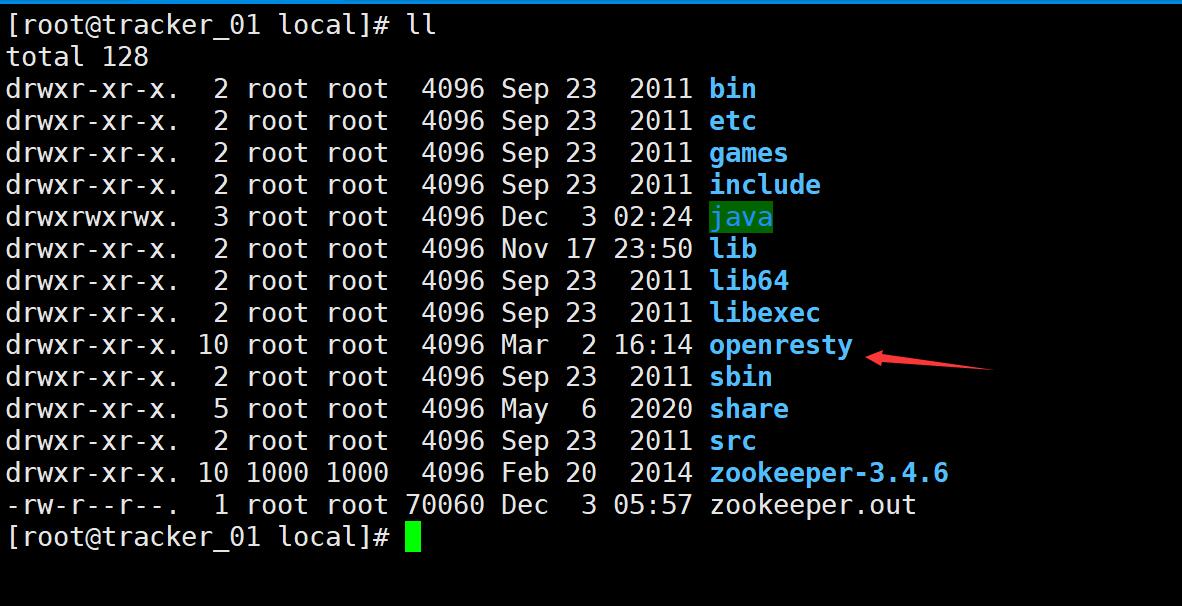 [root@tracker_01 local]# ll
total 128
drwxr-xr-x.  2 root root  4096 Sep 23  2011 bin
drwxr-xr-x.  2 root root  4096 Sep 23  2011 etc
drwxr-xr-x.  2 root root  4096 Sep 23  2011 games
drwxr-xr-x.  2 root root  4096 Sep 23  2011 include
drwxrwxrwx.  3 root root  4096 Dec  3 02:24 java
drwxr-xr-x.  2 root root  4096 Nov 17 23:50 lib
drwxr-xr-x.  2 root root  4096 Sep 23  2011 lib64
drwxr-xr-x.  2 root root  4096 Sep 23  2011 libexec
drwxr-xr-x. 10 root root  4096 Mar  2 16:14 openresty
drwxr-xr-x.  2 root root  4096 Sep 23  2011 sbin
drwxr-xr-x.  5 root root  4096 May  6  2020 share
drwxr-xr-x.  2 root root  4096 Sep 23  2011 src
drwxr-xr-x. 10 1000 1000  4096 Feb 20  2014 zookeeper-3.4.6
-rw-r--r--.  1 root root 70060 Dec  3 05:57 zookeeper.out
[root@tracker_01 local]#